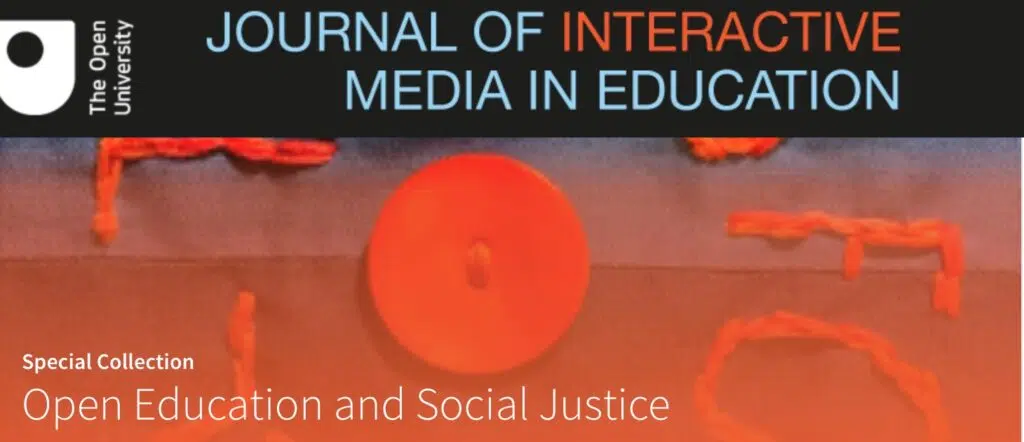 The Open
University
JOURNAL OF INTERACTIVE
MEDIA IN EDUCATION
Special Collection
Open Education and Social Justice